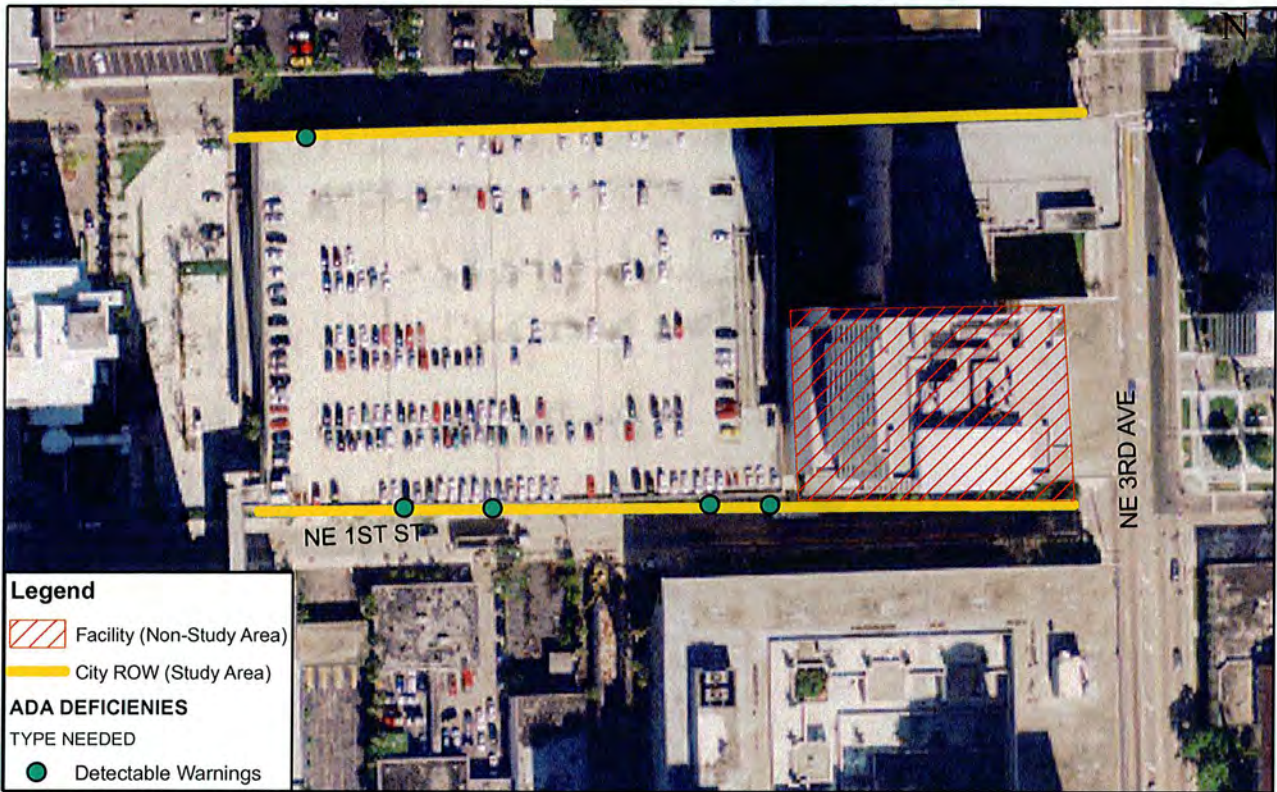 N
NE 3RD AVE
NE 1ST ST
Legend
Facility (Non-Study Area)
City ROW (Study Area)
ADA DEFICIENIES
TYPE NEEDED
Detectable Warnings